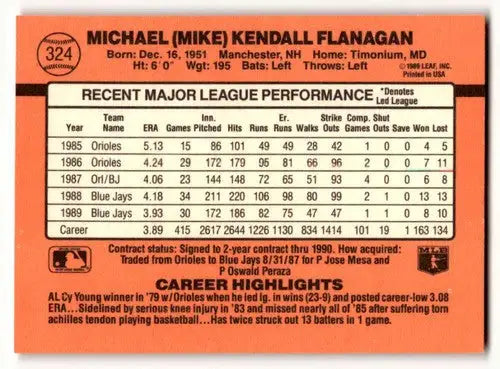 324
MICHAEL (MIKE) KENDALL FLANAGAN
Born: Dec. 16, 1951 Manchester, NH Home: Timonium, MD
Ht: 6' 0" Wgt: 195 Bats: Left Throws: Left
© 1989 LEAF, INC.
Printed in USA
RECENT MAJOR LEAGUE PERFORMANCE *Denotes Led League
Year Team Name ERA Games Inn. Pitched Hits Runs Er. Runs Walks Strike Outs Comp. Games Shut Outs Save Won Lost
1985 Orioles 5.13 15 86 101 49 49 28 42 1 0 0 4 5
1986 Orioles 4.24 29 172 179 95 81 66 96 2 0 0 7 11
1987 Orl/BJ 4.06 23 144 148 72 65 51 93 4 0 0 6 8
1988 Blue Jays 4.18 34 211 220 106 98 80 99 2 1 0 13 13
1989 Blue Jays 3.93 30 172 186 82 75 47 47 1 1 0 8 10
Career 3.89 415 2617 2644 1226 1130 834 1414 101 19 1 163 134
Contract status: Signed to 2-year contract thru 1990. How acquired:
Traded from Orioles to Blue Jays 8/31/87 for P Jose Mesa and
P Oswald Peraza
MLB
CAREER HIGHLIGHTS
AL Cy Young winner in '79 w/Orioles when he led lg. in wins (23-9) and posted career-low 3.08
ERA...Sidelined by serious knee injury in '83 and missed nearly all of '85 after suffering torn
achilles tendon playing basketball...Has twice struck out 13 batters in 1 game.